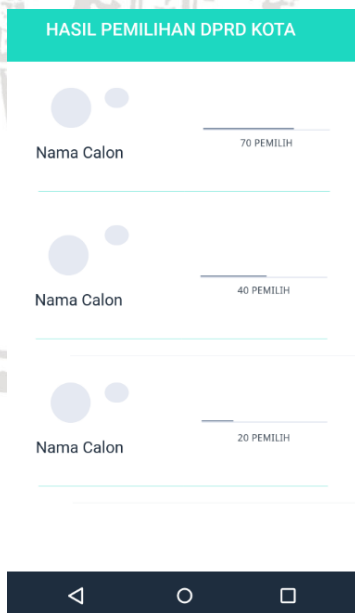 HASIL PEMILIHAN DPRD KOTA
Nama Calon
70 PEMILIH
Nama Calon
40 PEMILIH
Nama Calon
20 PEMILIH